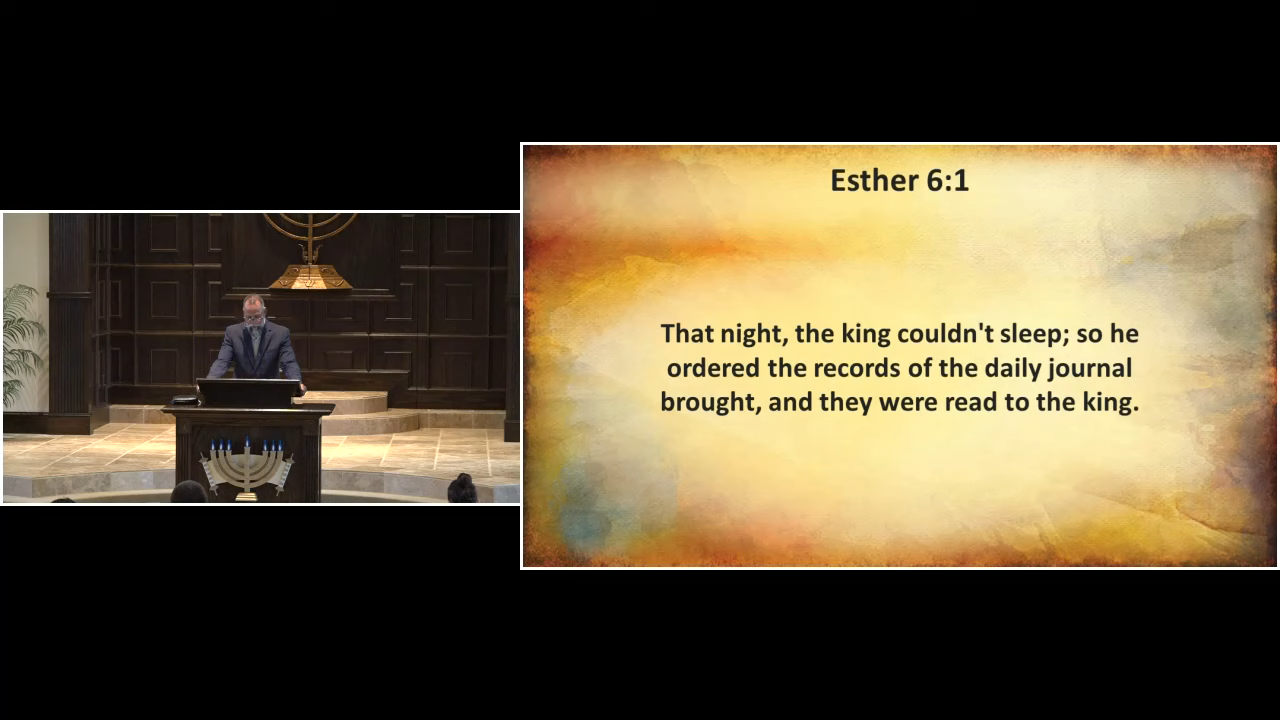 Esther 6:1
That night, the king couldn't sleep; so he
ordered the records of the daily journal
brought, and they were read to the king.